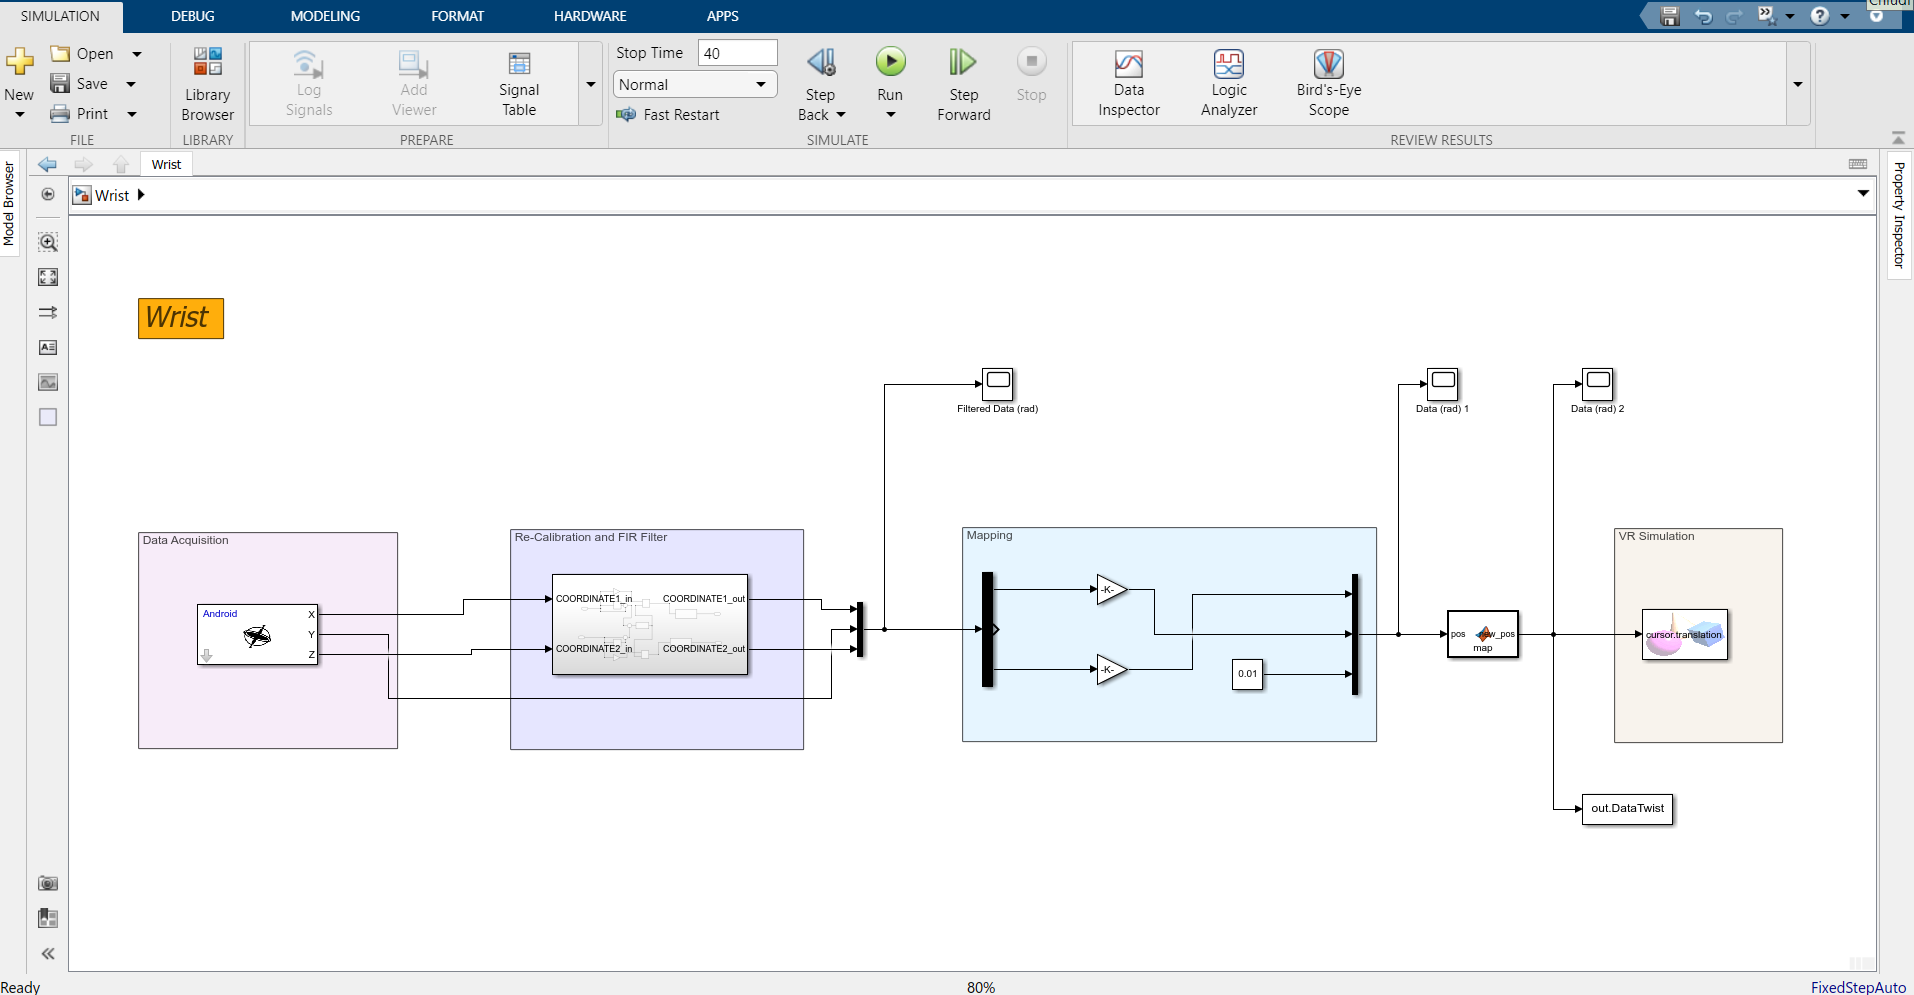 SIMULATION
DEBUG
MODELING
FORMAT
HARDWARE
APPS
New
Open
Save
Print
FILE
Library
Browser
LIBRARY
Log
Signals
Add
Viewer
Signal
Table
PREPARE
Stop Time
40
Normal
Fast Restart
Step
Back
Run
Step
Forward
Stop
SIMULATE
Data
Inspector
Logic
Analyzer
Bird's-Eye
Scope
REVIEW RESULTS
Model Browser
Property Inspector
Wrist
Wrist
Wrist
Filtered Data (rad)
Data (rad) 1
Data (rad) 2
Data Acquisition
Android
X
Y
Z
Re-Calibration and FIR Filter
COORDINATE1_in
COORDINATE1_out
COORDINATE2_in
COORDINATE2_out
Mapping
-K-
-K-
0.01
pos
new_pos
map
VR Simulation
cursor.translation
out.DataTwist
Ready
80%
FixedStepAuto